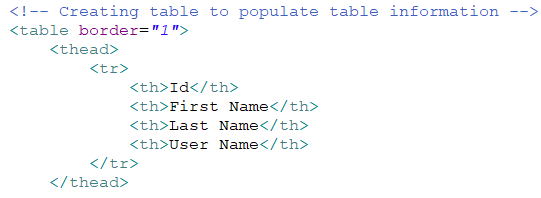 <!-- Creating table to populate table information -->
<table border="1">
<thead>
<tr>
<th>Id</th>
<th>First Name</th>
<th>Last Name</th>
<th>User Name</th>
</tr>
</thead>